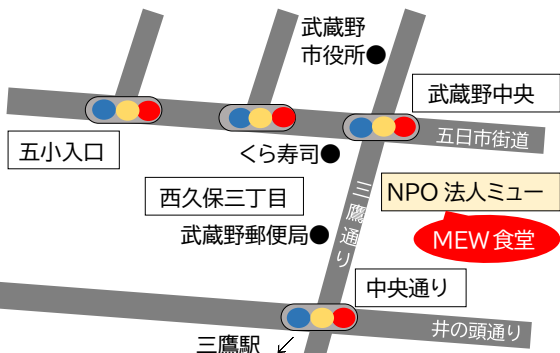 武蔵野
市役所
武蔵野中央
五日市街道
五小入口
くら寿司
西久保三丁目
三鷹通り
NPO 法人ミュー
武蔵野郵便局
MEW 食堂
中央通り
井の頭通り
三鷹駅 ↙